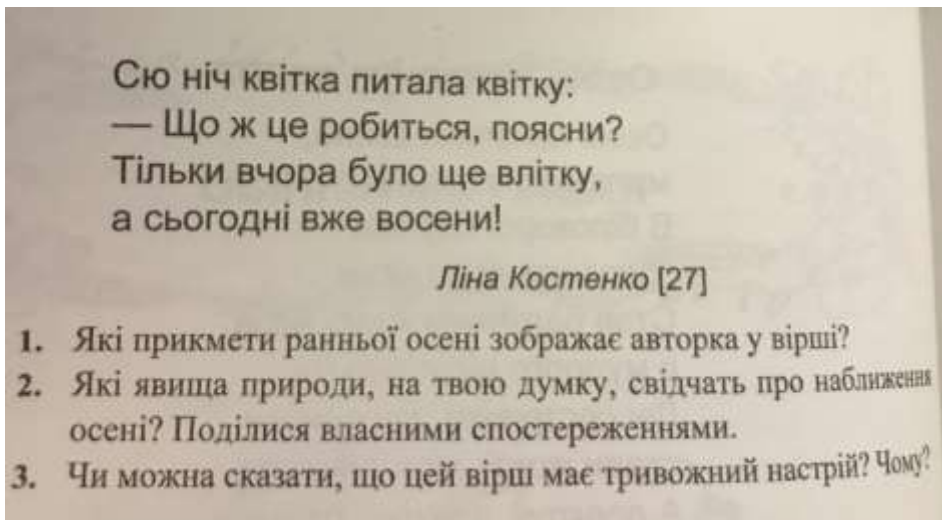 Сю ніч квітка питала квітку:
— Що ж це робиться, поясни?
Тільки вчора було ще влітку,
а сьогодні вже восени!
Ліна Костенко [27]
1. Які прикмети ранньої осені зображає авторка у вірші?
2. Які явища природи, на твою думку, свідчать про наближення
осені? Поділися власними спостереженнями.
3. Чи можна сказати, що цей вірш має тривожний настрій? Чому?